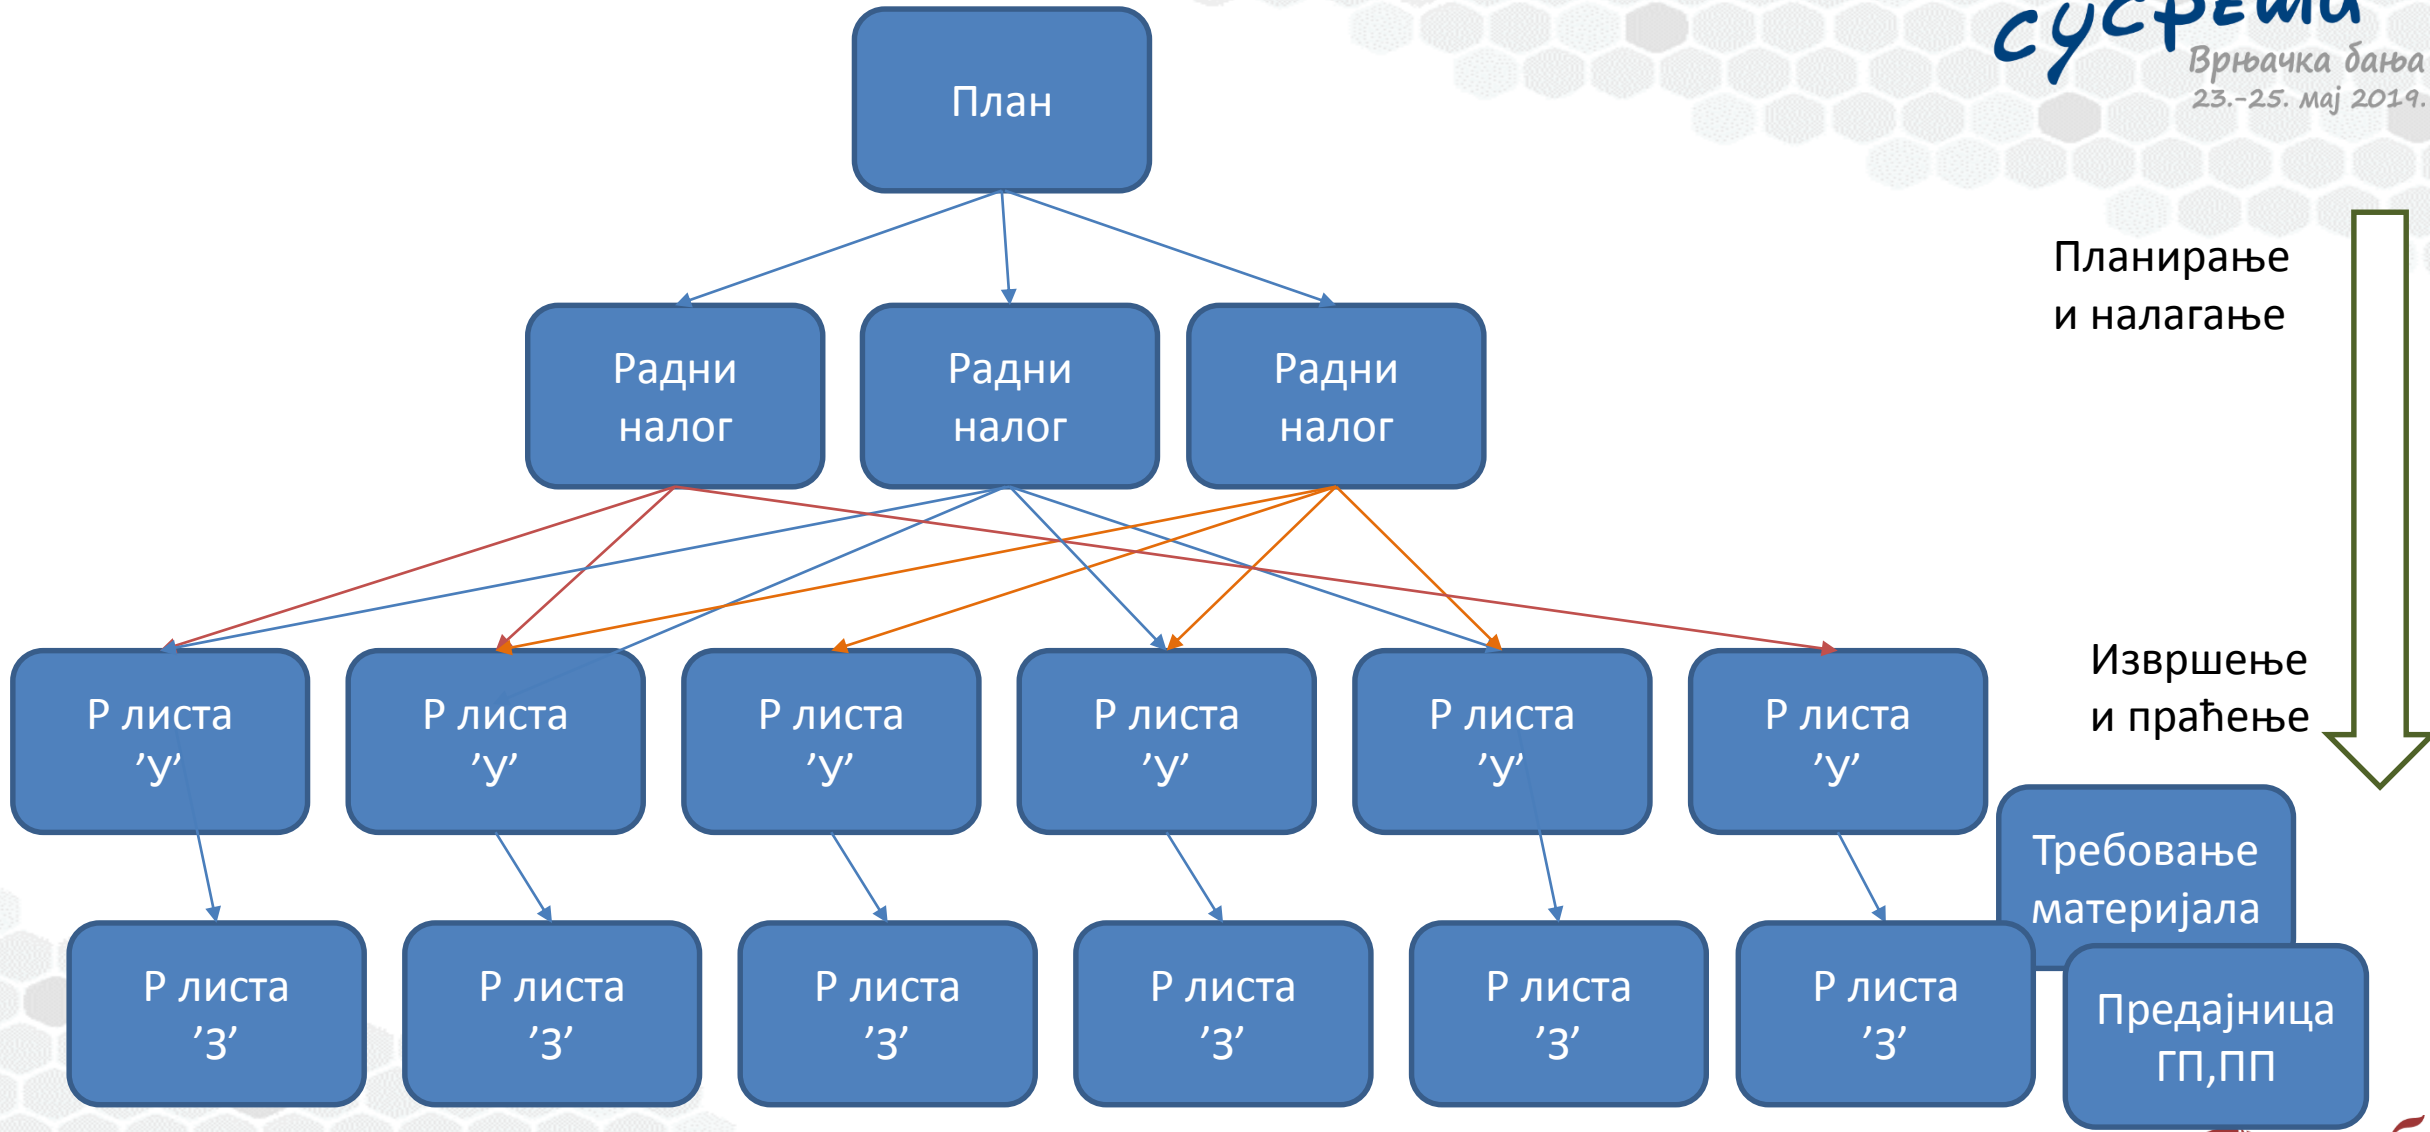 сусрети
Врњачка бања
23.-25. мај 2019.
План
Планирање
и налагање
Радни
налог
Радни
налог
Радни
налог
Извршење
и праћење
Р листа
’У’
Р листа
’У’
Р листа
’У’
Р листа
’У’
Р листа
’У’
Р листа
’У’
Требовање
материјала
Р листа
’З’
Р листа
’З’
Р листа
’З’
Р листа
’З’
Р листа
’З’
Р листа
’З’
Предајница
ГП,ПП